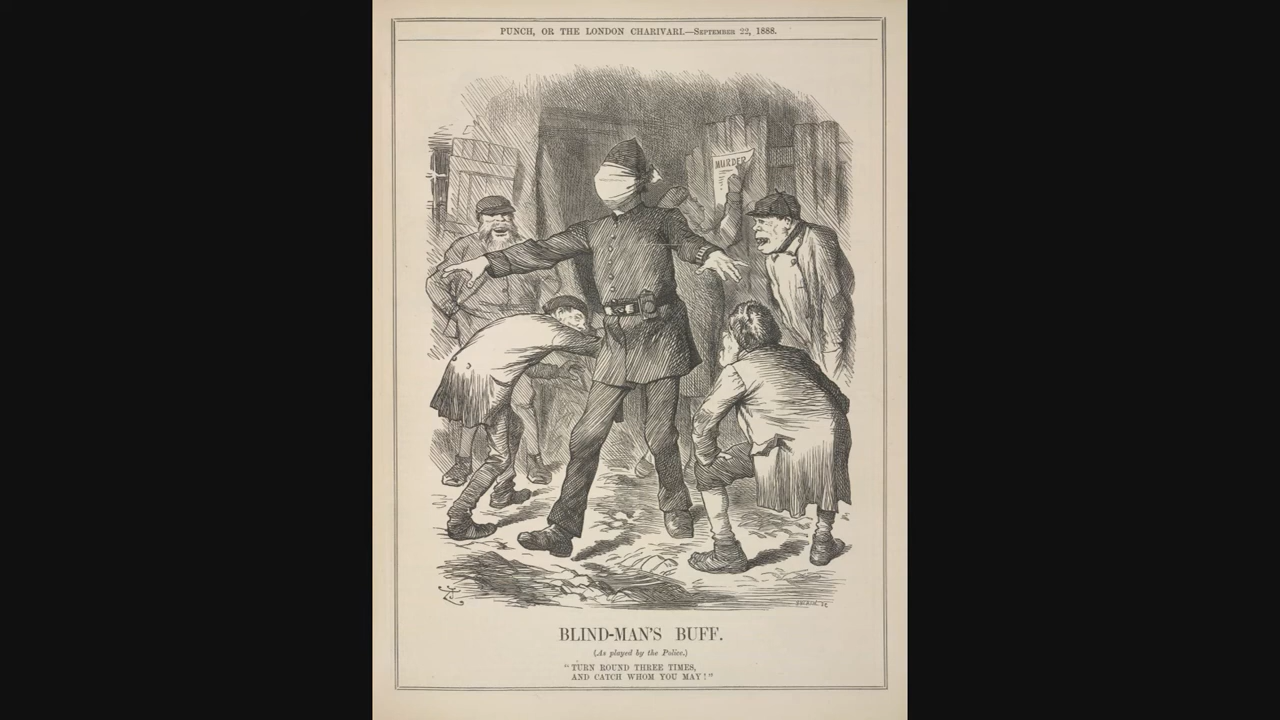 PUNCH, OR THE LONDON CHARIVARI.—SEPTEMBER 22, 1888.
MURDER
BLIND-MAN'S BUFF.
(As played by the Police.)
"TURN ROUND THREE TIMES,
AND CATCH WHOM YOU MAY!"